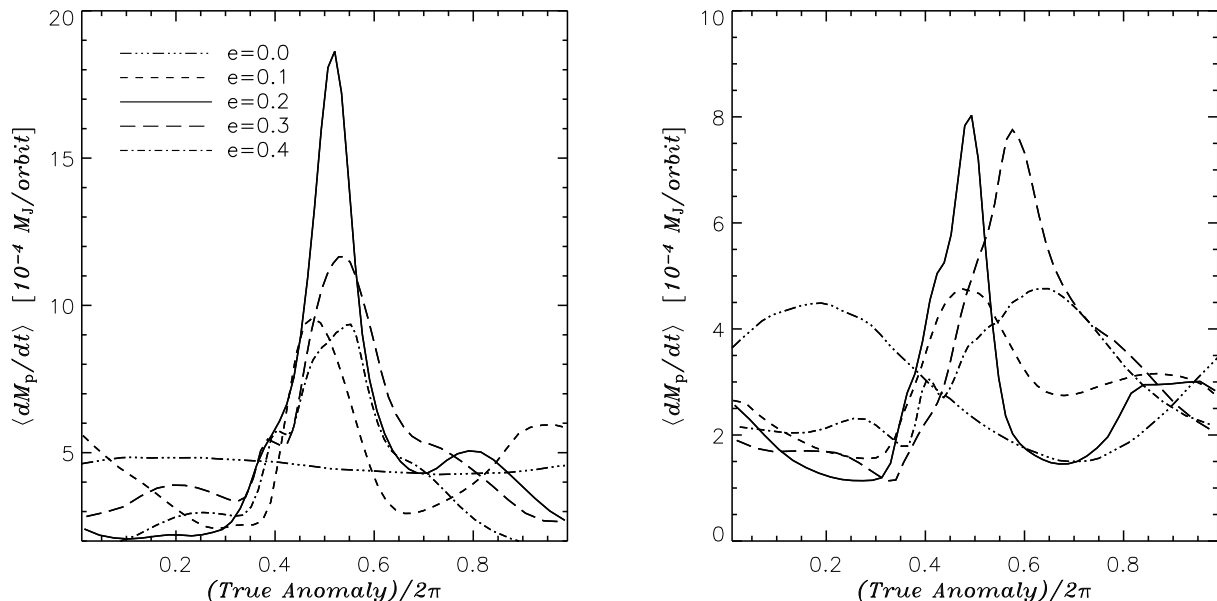 20
15
10
5
0.2
0.4
0.6
0.8
(True Anomaly)/2π
⟨dMₚ/dt⟩ [10⁻⁴ M_J/orbit]
e=0.0
e=0.1
e=0.2
e=0.3
e=0.4
10
8
6
4
2
0
0.2
0.4
0.6
0.8
(True Anomaly)/2π
⟨dMₚ/dt⟩ [10⁻⁴ M_J/orbit]